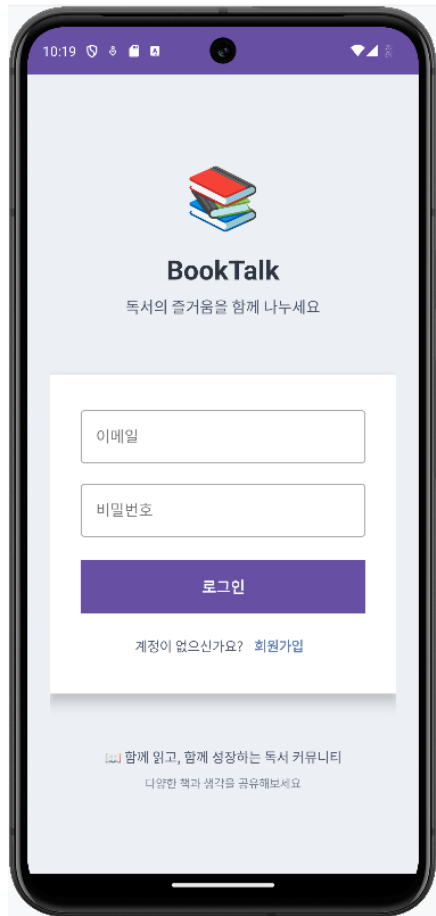 10:19
BookTalk
독서의 즐거움을 함께 나누세요
이메일
비밀번호
로그인
계정이 없으신가요? 회원가입
함께 읽고, 함께 성장하는 독서 커뮤니티
다양한 책과 생각을 공유해보세요